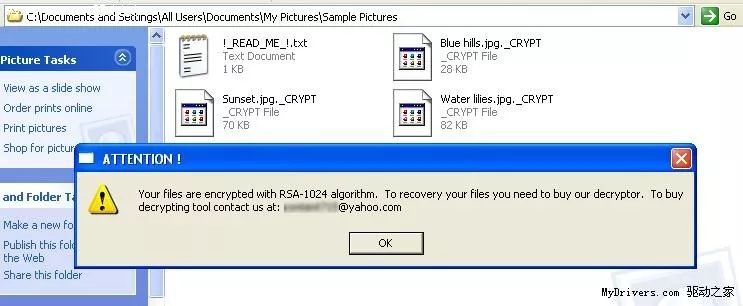 C:\Documents and Settings\All Users\Documents\My Pictures\Sample Pictures
Go
Picture Tasks
View as a slide show
Order prints online
Print pictures
Shop for pictur
and Folder Ta
Make a new fo
Publish this fol
the Web
Share this folder
!_READ_ME_!.txt
Text Document
1 KB
Blue hills.jpg._CRYPT
_CRYPT File
28 KB
Sunset.jpg._CRYPT
_CRYPT File
70 KB
Water lilies.jpg._CRYPT
_CRYPT File
82 KB
ATTENTION !
Your files are encrypted with RSA-1024 algorithm. To recovery your files you need to buy our decryptor. To buy
decrypting tool contact us at: @yahoo.com
OK
MyDrivers.com 驱动之家